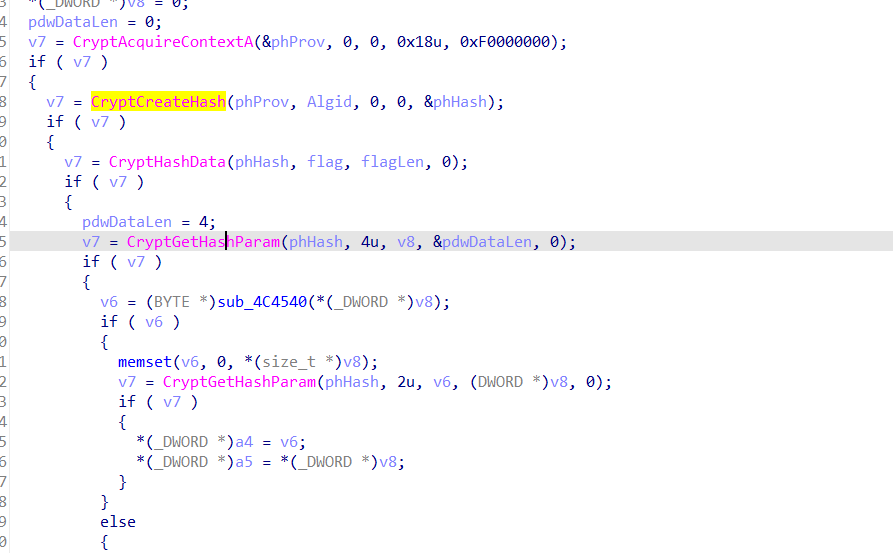 3 *(_DWORD *)v8 = 0;
4 pdwDataLen = 0;
5 v7 = CryptAcquireContextA(&phProv, 0, 0, 0x18u, 0xF0000000);
6 if ( v7 )
7 {
8 v7 = CryptCreateHash(phProv, Algid, 0, 0, &phHash);
9 if ( v7 )
0 {
1 v7 = CryptHashData(phHash, flag, flagLen, 0);
2 if ( v7 )
3 {
4 pdwDataLen = 4;
5 v7 = CryptGetHashParam(phHash, 4u, v8, &pdwDataLen, 0);
6 if ( v7 )
7 {
8 v6 = (BYTE *)sub_4C4540(*(_DWORD *)v8);
9 if ( v6 )
0 {
1 memset(v6, 0, *(size_t *)v8);
2 v7 = CryptGetHashParam(phHash, 2u, v6, (DWORD *)v8, 0);
3 if ( v7 )
4 {
5 *(_DWORD *)a4 = v6;
6 *(_DWORD *)a5 = *(_DWORD *)v8;
7 }
8 }
9 else
0 {